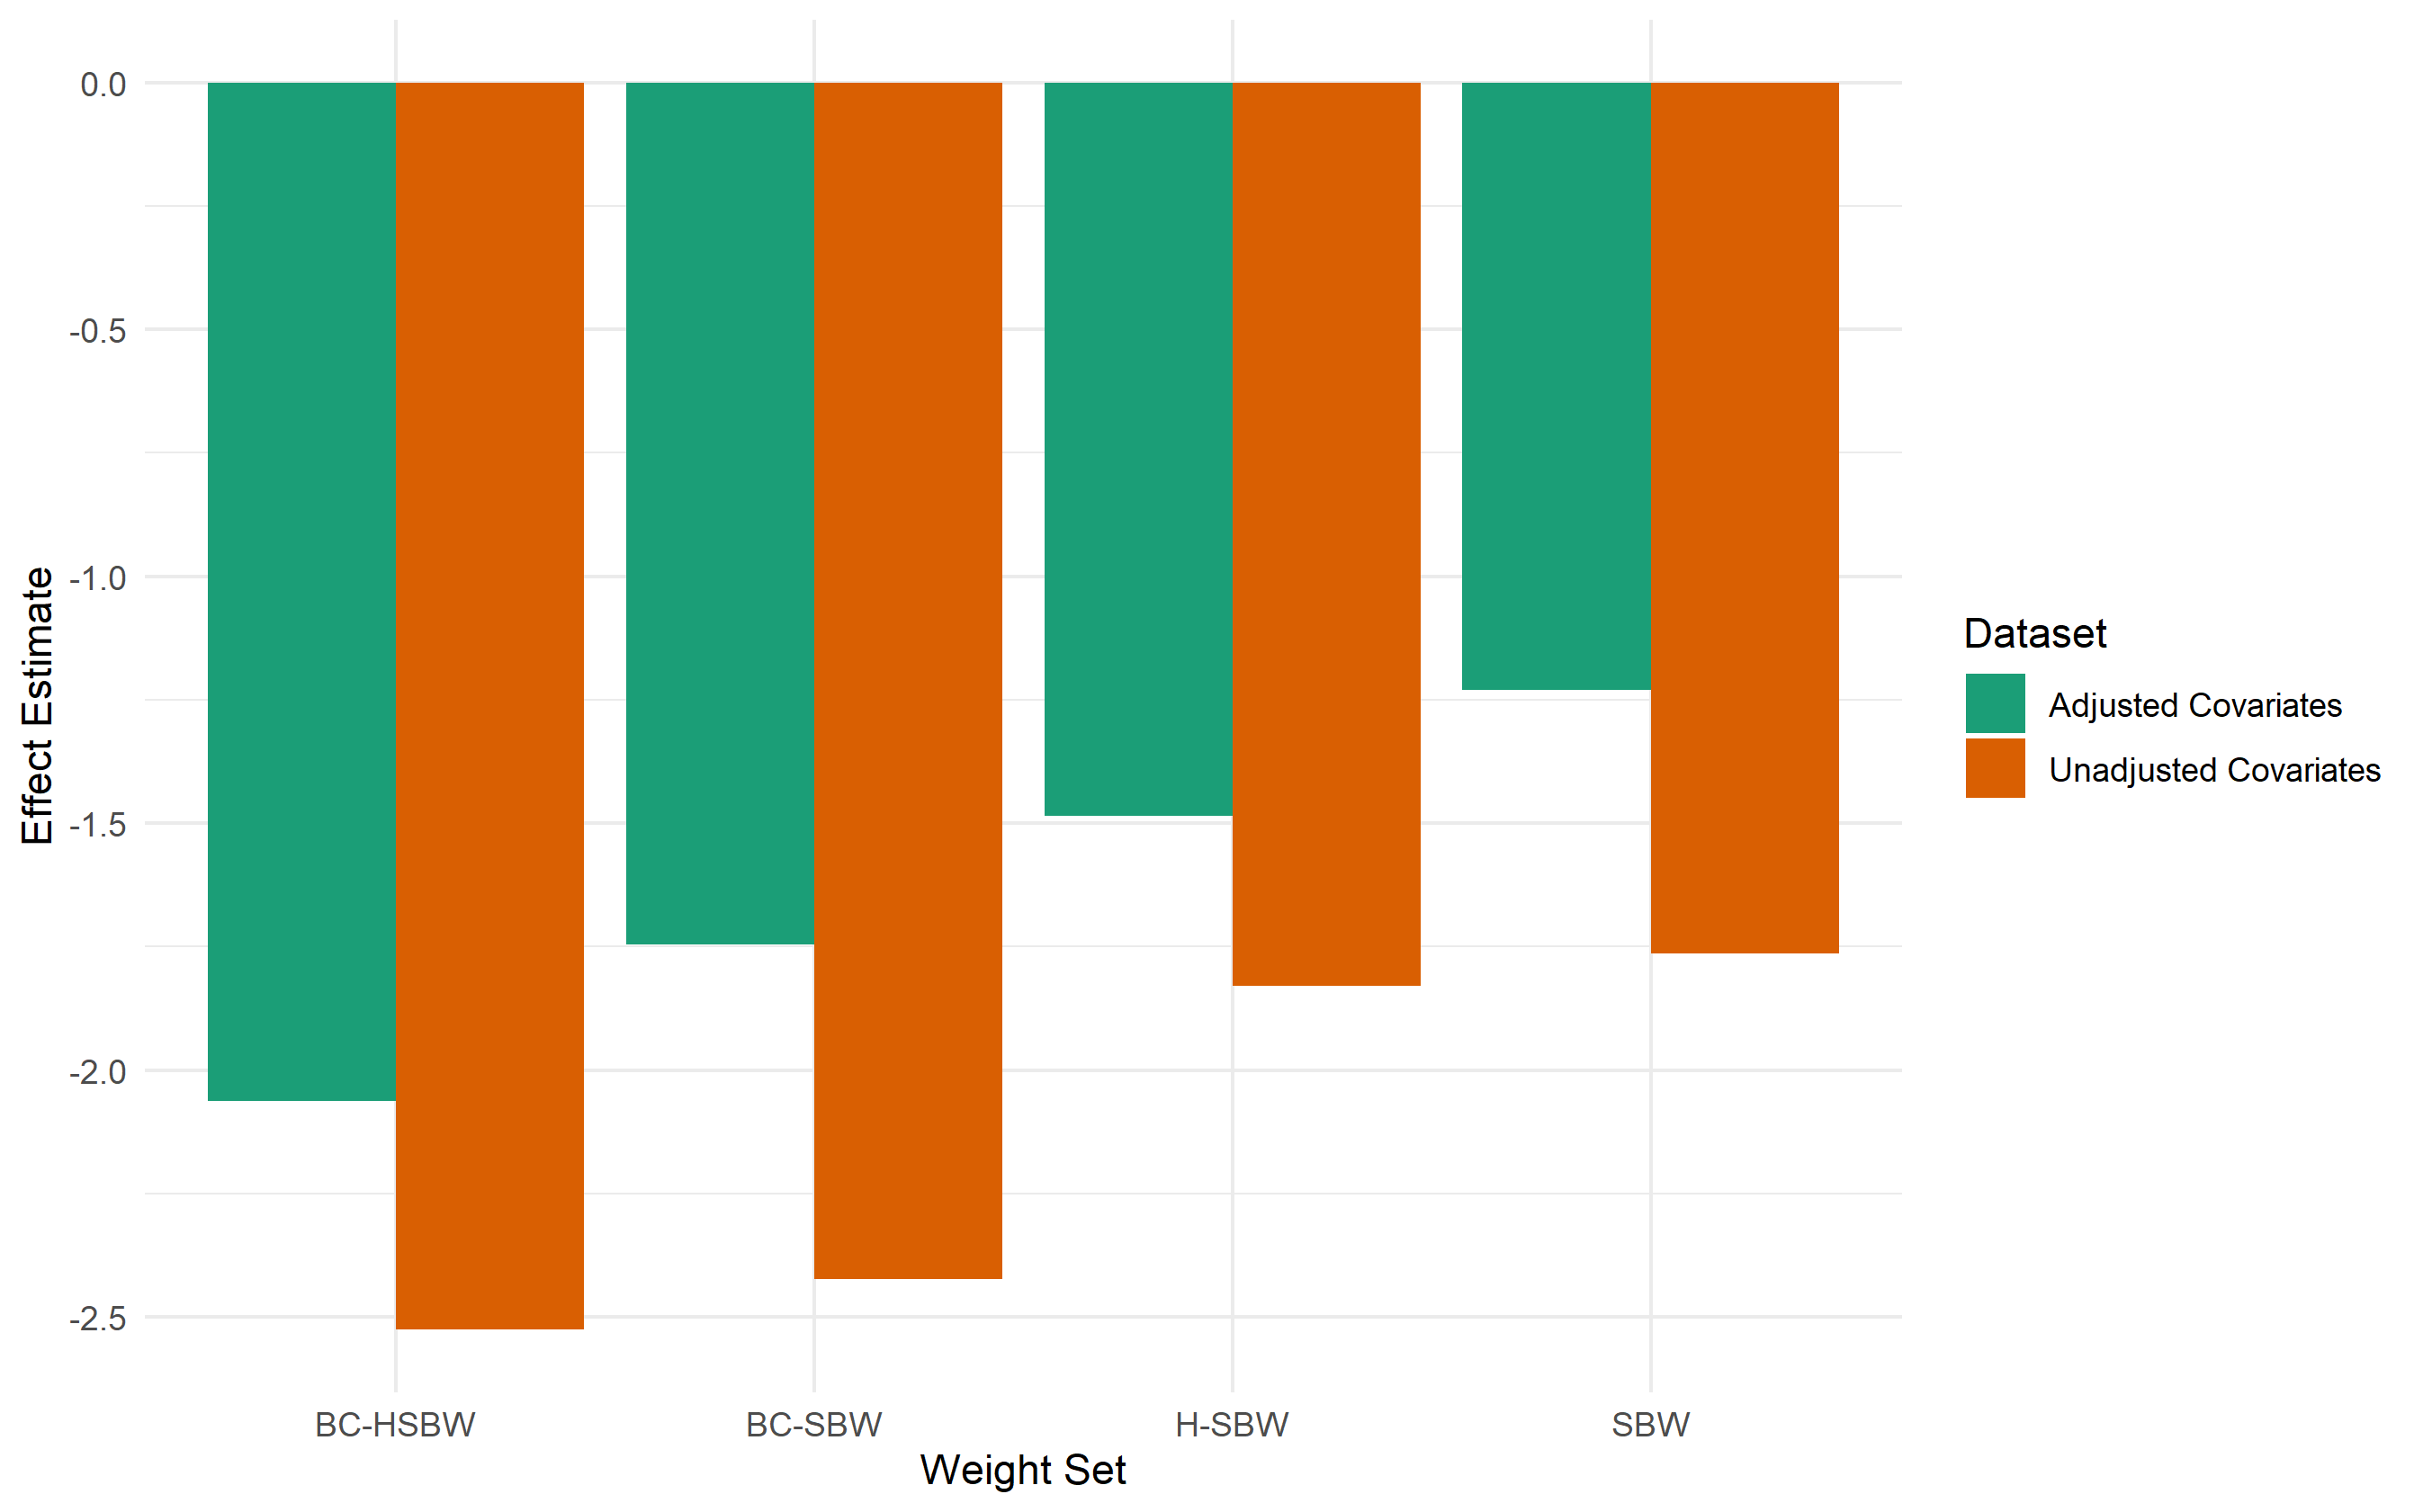 Effect Estimate
0.0
-0.5
-1.0
-1.5
-2.0
-2.5
BC-HSBW
BC-SBW
H-SBW
SBW
Weight Set
Dataset
Adjusted Covariates
Unadjusted Covariates